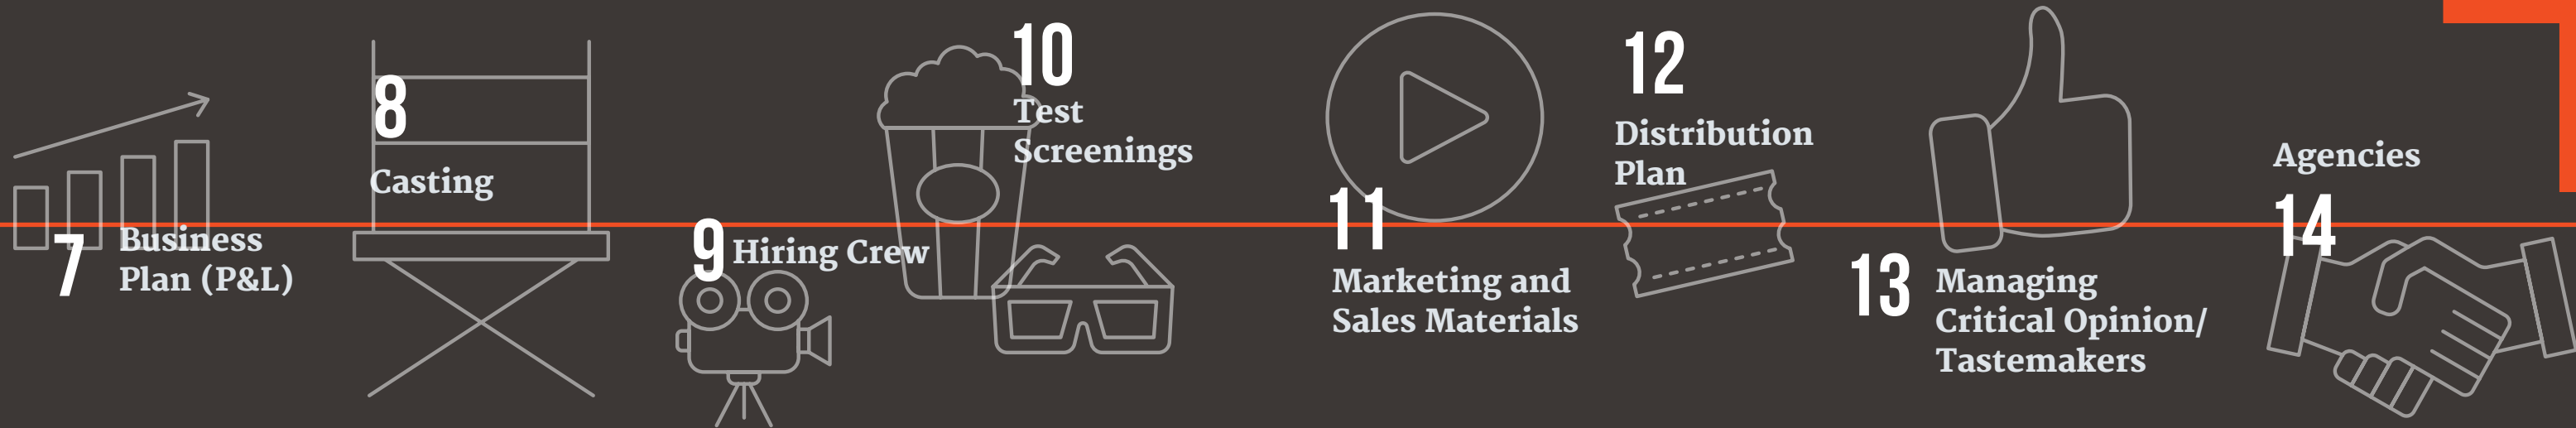 7
Business
Plan (P&L)
8
Casting
9
Hiring Crew
10
Test
Screenings
11
Marketing and
Sales Materials
12
Distribution
Plan
13
Managing
Critical Opinion/
Tastemakers
Agencies
14